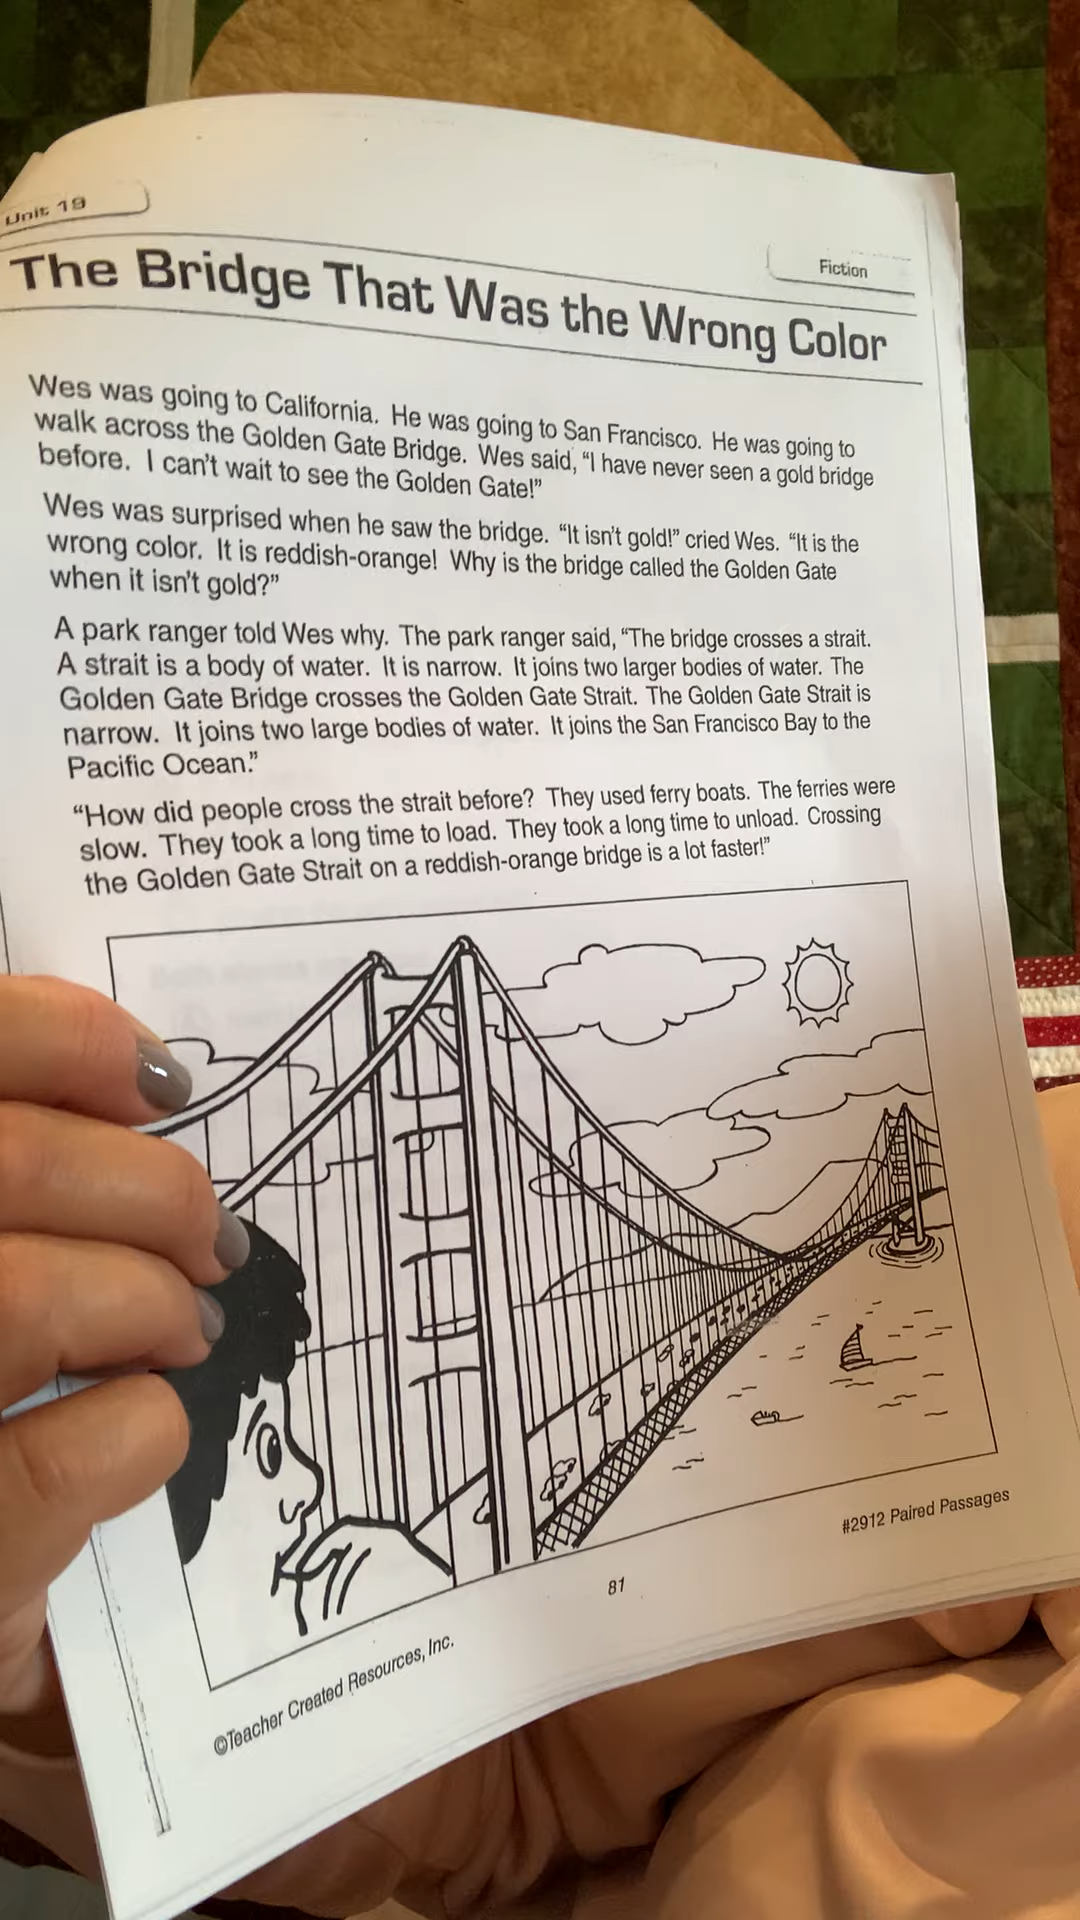 Unit 19
Fiction
The Bridge That Was the Wrong Color
Wes was going to California. He was going to San Francisco. He was going to
walk across the Golden Gate Bridge. Wes said, “I have never seen a gold bridge
before. I can’t wait to see the Golden Gate!”
Wes was surprised when he saw the bridge. “It isn’t gold!” cried Wes. “It is the
wrong color. It is reddish-orange! Why is the bridge called the Golden Gate
when it isn’t gold?”
A park ranger told Wes why. The park ranger said, “The bridge crosses a strait.
A strait is a body of water. It is narrow. It joins two larger bodies of water. The
Golden Gate Bridge crosses the Golden Gate Strait. The Golden Gate Strait is
narrow. It joins two large bodies of water. It joins the San Francisco Bay to the
Pacific Ocean.”
“How did people cross the strait before? They used ferry boats. The ferries were
slow. They took a long time to load. They took a long time to unload. Crossing
the Golden Gate Strait on a reddish-orange bridge is a lot faster!”
#2912 Paired Passages
81
©Teacher Created Resources, Inc.